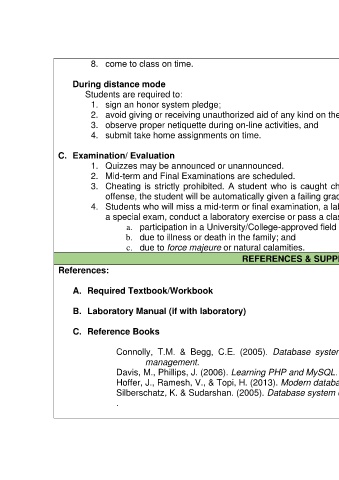 8. come to class on time.
During distance mode
Students are required to:
1. sign an honor system pledge;
2. avoid giving or receiving unauthorized aid of any kind on the
3. observe proper netiquette during on-line activities, and
4. submit take home assignments on time.
C. Examination/ Evaluation
1. Quizzes may be announced or unannounced.
2. Mid-term and Final Examinations are scheduled.
3. Cheating is strictly prohibited. A student who is caught
offense, the student will be automatically given a failing
4. Students who will miss a mid-term or final examination, a
a special exam, conduct a laboratory exercise or pass a
a. participation in a University/College-approved field
b. due to illness or death in the family; and
c. due to force majeure or natural calamities.
REFERENCES &
References:
A. Required Textbook/Workbook
B. Laboratory Manual (if with laboratory)
C. Reference Books
Connolly, T.M. & Begg, C.E. (2005). Database
management.
Davis, M., Phillips, J. (2006). Learning PHP and MySQL.
Hoffer, J., Ramesh, V., & Topi, H. (2013). Modern
Silberschatz, K. & Sudarshan. (2005). Database system
.